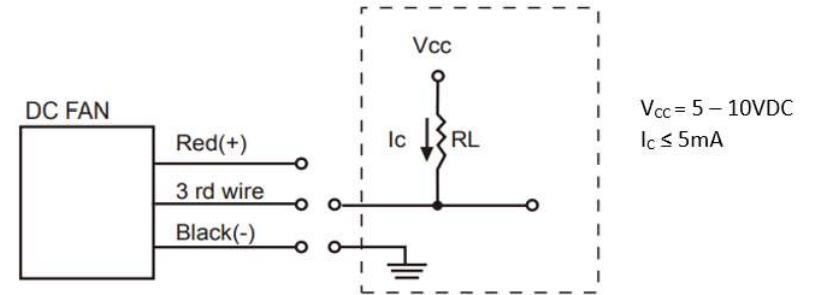 Vcc
DC FAN
Red(+)
3 rd wire
Black(-)
Ic
RL
Vcc = 5 – 10VDC
Ic ≤ 5mA